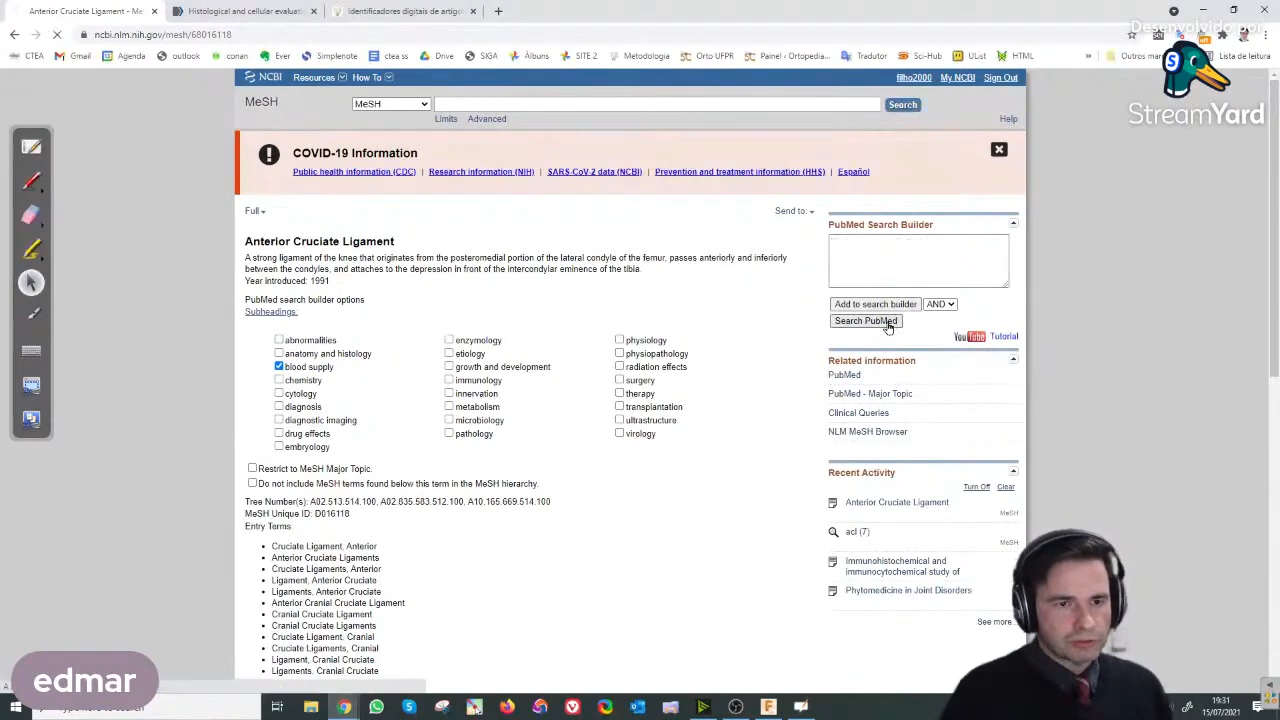 Anterior Cruciate Ligament - Me
Histological and cellular evaluati
Identificadores digitais de artigo
ncbi.nlm.nih.gov/mesh/68016118
Desenvolvido por
StreamYard
CTEA
Gmail
Agenda
outlook
canon
Ever
Simpósio
Simplenote
ctea ss
Drive
SIGA
Álbuns
SITE 2
Metodologia
Orto UFPR
Painel ‹ Ortopedia...
Tradutor
Sci-Hub
UList
HTML
»
Outros mar
Lista de leitura
NCBI Resources How To
filho2000 My NCBI Sign Out
MeSH
MeSH
Search
Limits Advanced
Help
COVID-19 Information
Public health information (CDC) | Research information (NIH) | SARS-CoV-2 data (NCBI) | Prevention and treatment information (HHS) | Español
Full
Send to:
Anterior Cruciate Ligament
A strong ligament of the knee that originates from the posteromedial portion of the lateral condyle of the femur, passes anteriorly and inferiorly
between the condyles, and attaches to the depression in front of the intercondylar eminence of the tibia.
Year introduced: 1991
PubMed search builder options
Subheadings:
abnormalities
anatomy and histology
blood supply
chemistry
cytology
diagnosis
diagnostic imaging
drug effects
embryology
enzymology
etiology
growth and development
immunology
innervation
metabolism
microbiology
pathology
physiology
physiopathology
radiation effects
surgery
therapy
transplantation
ultrastructure
virology
Restrict to MeSH Major Topic.
Do not include MeSH terms found below this term in the MeSH hierarchy.
Tree Number(s): A02.513.514.100, A02.835.583.512.100, A10.165.669.514.100
MeSH Unique ID: D016118
Entry Terms:
Cruciate Ligament, Anterior
Anterior Cruciate Ligaments
Cruciate Ligaments, Anterior
Ligament, Anterior Cruciate
Ligaments, Anterior Cruciate
Anterior Cranial Cruciate Ligament
Cranial Cruciate Ligament
Cranial Cruciate Ligaments
Cruciate Ligament, Cranial
Cruciate Ligaments, Cranial
Ligament, Cranial Cruciate
Ligaments, Cranial Cruciate
PubMed Search Builder
Add to search builder AND
Search PubMed
YouTube Tutorial
Related information
PubMed
PubMed - Major Topic
Clinical Queries
NLM MeSH Browser
Recent Activity
Turn Off Clear
Anterior Cruciate Ligament
MeSH
acl (7)
MeSH
Immunohistochemical and
immunocytochemical study of
Phytomedicine in Joint Disorders
See more...
edmar
19:31
15/07/2021